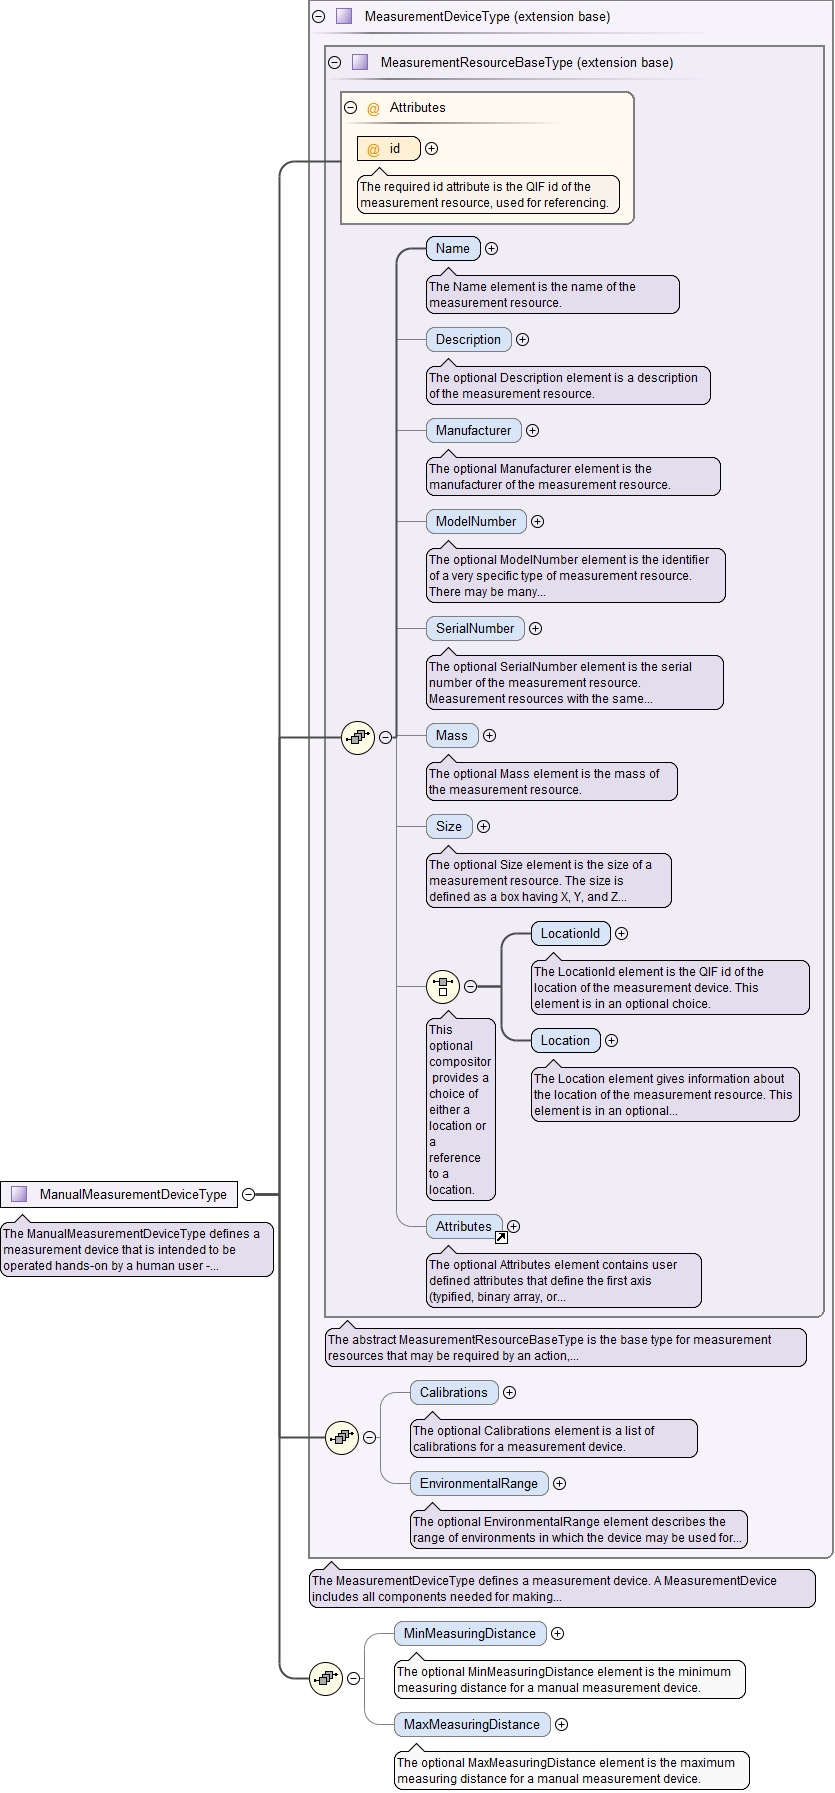 MeasurementDeviceType (extension base)
MeasurementResourceBaseType (extension base)
@ Attributes
@ id
The required id attribute is the QIF id of the
measurement resource, used for referencing.
Name
The Name element is the name of the
measurement resource.
Description
The optional Description element is a description
of the measurement resource.
Manufacturer
The optional Manufacturer element is the
manufacturer of the measurement resource.
ModelNumber
The optional ModelNumber element is the identifier
of a very specific type of measurement resource.
There may be many...
SerialNumber
The optional SerialNumber element is the serial
number of the measurement resource.
Measurement resources with the same...
Mass
The optional Mass element is the mass of
the measurement resource.
Size
The optional Size element is the size of a
measurement resource. The size is
defined as a box having X, Y, and Z...
LocationId
The LocationId element is the QIF id of the
location of the measurement device. This
element is in an optional choice.
Location
The Location element gives information about
the location of the measurement resource. This
element is in an optional...
This
optional
compositor
provides a
choice of
either a
location or
a
reference
to a
location.
ManualMeasurementDeviceType
The ManualMeasurementDeviceType defines a
measurement device that is intended to be
operated hands-on by a human user -...
Attributes
The optional Attributes element contains user
defined attributes that define the first axis
(typified, binary array, or...
The abstract MeasurementResourceBaseType is the base type for measurement
resources that may be required by an action,...
Calibrations
The optional Calibrations element is a list of
calibrations for a measurement device.
EnvironmentalRange
The optional EnvironmentalRange element describes the
range of environments in which the device may be used for...
The MeasurementDeviceType defines a measurement device. A MeasurementDevice
includes all components needed for making...
MinMeasuringDistance
The optional MinMeasuringDistance element is the minimum
measuring distance for a manual measurement device.
MaxMeasuringDistance
The optional MaxMeasuringDistance element is the maximum
measuring distance for a manual measurement device.